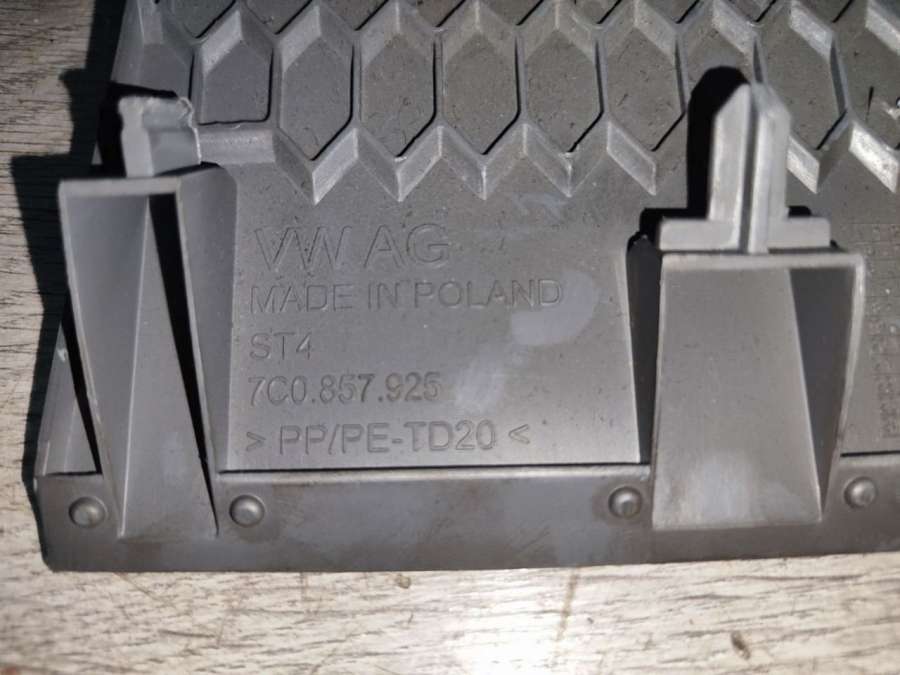 VW AG
MADE IN POLAND
ST4
7C0.857.925
> PP/PE-TD20 <